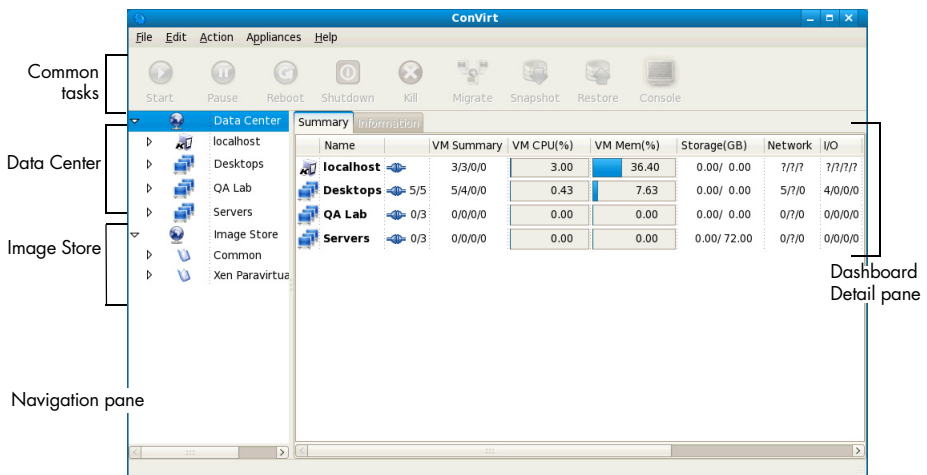 ConVirt
File Edit Action Appliances Help
Common tasks
Start Pause Reboot Shutdown Kill Migrate Snapshot Restore Console
Data Center
localhost
Desktops
QA Lab
Servers
Image Store
Common
Xen Paravirtua
Data Center
Image Store
Navigation pane
Summary Information
Name VM Summary VM CPU(%) VM Mem(%) Storage(GB) Network I/O
localhost 3/3/0/0 3.00 36.40 0.00/ 0.00 ?/?/? ?/?/?/?
Desktops 5/5 5/4/0/0 0.43 7.63 0.00/ 0.00 5/?/0 4/0/0/0
QA Lab 0/3 0/0/0/0 0.00 0.00 0.00/ 0.00 0/?/0 0/0/0/0
Servers 0/3 0/0/0/0 0.00 0.00 0.00/ 72.00 0/?/0 0/0/0/0
Dashboard
Detail pane